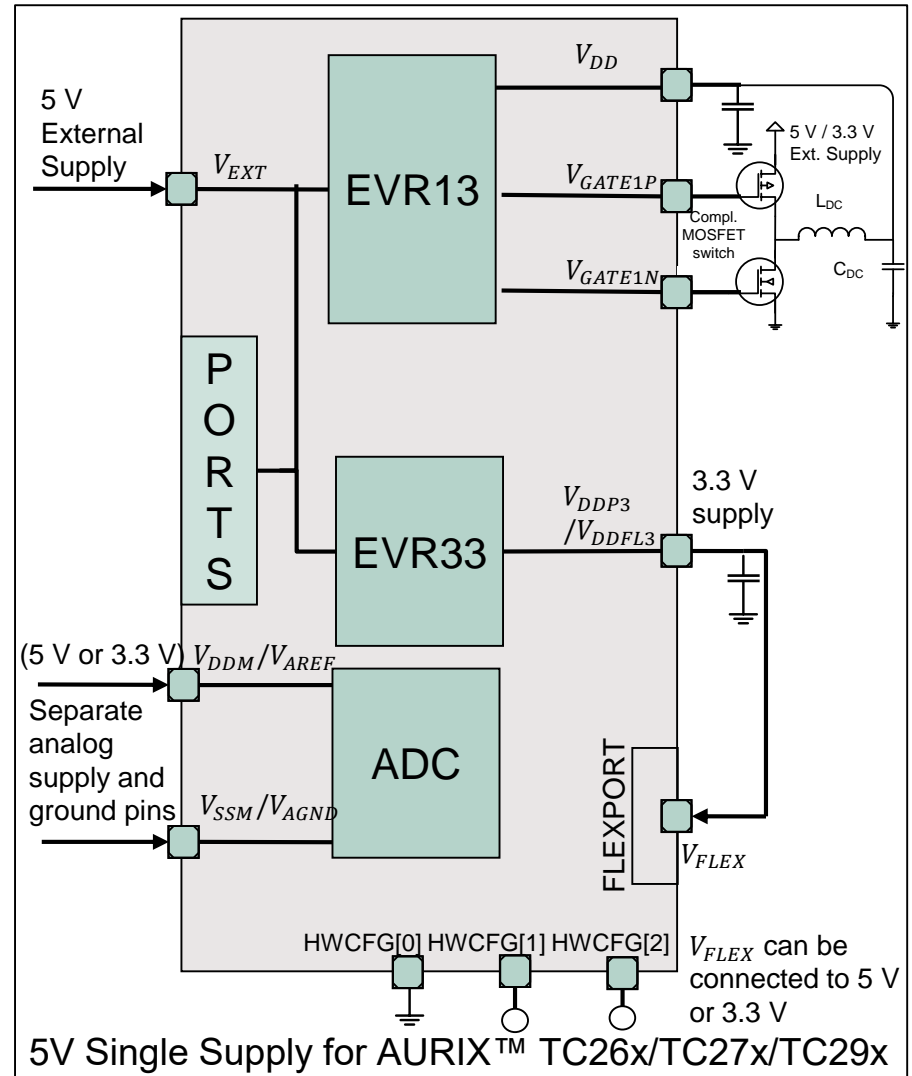 5 V
External
Supply
V_EXT
EVR13
V_DD
V_GATE1P
V_GATE1N
5 V / 3.3 V
Ext. Supply
Compl.
MOSFET
switch
L_DC
C_DC
P
O
R
T
S
EVR33
V_DDP3
/V_DDFL3
3.3 V
supply
(5 V or 3.3 V)
V_DDM/V_AREF
Separate
analog
supply and
ground pins
V_SSM/V_AGND
ADC
FLEXPORT
V_FLEX
HWCFG[0] HWCFG[1] HWCFG[2]
V_FLEX can be
connected to 5 V
or 3.3 V
5V Single Supply for AURIX™ TC26x/TC27x/TC29x